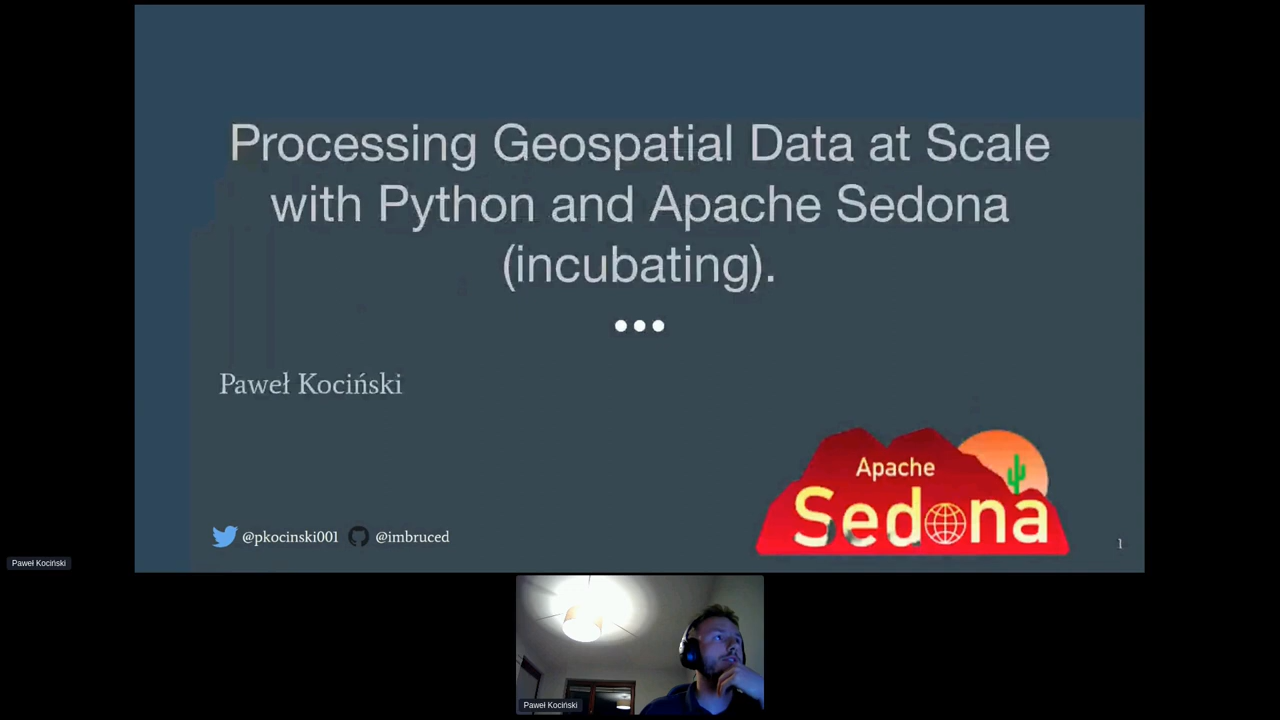 Processing Geospatial Data at Scale
with Python and Apache Sedona
(incubating).
Paweł Kociński
Apache
Sedona
@pkocinski001 @imbruced
1
Paweł Kociński
Paweł Kociński